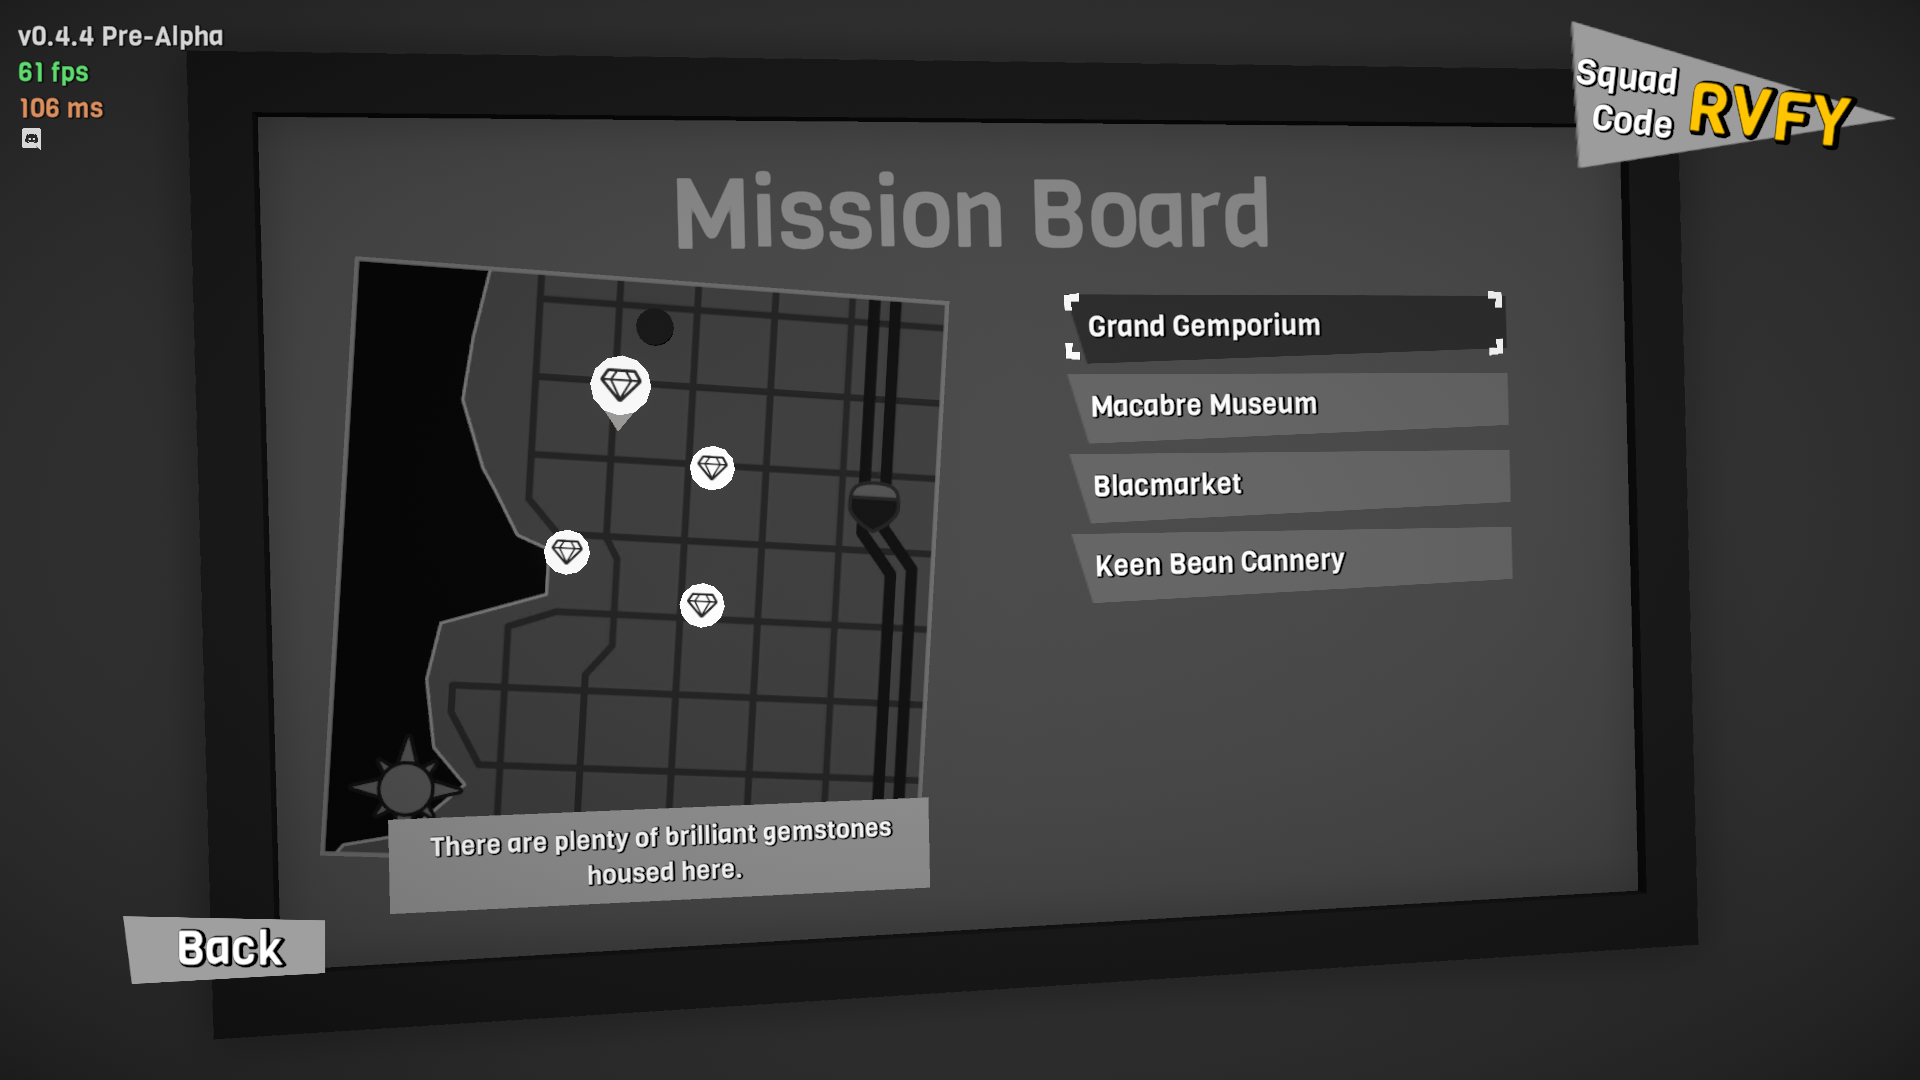 v0.4.4 Pre-Alpha
61 fps
106 ms
Squad
Code RVFY
Mission Board
Grand Gemporium
Macabre Museum
Blacmarket
Keen Bean Cannery
There are plenty of brilliant gemstones
housed here.
Back